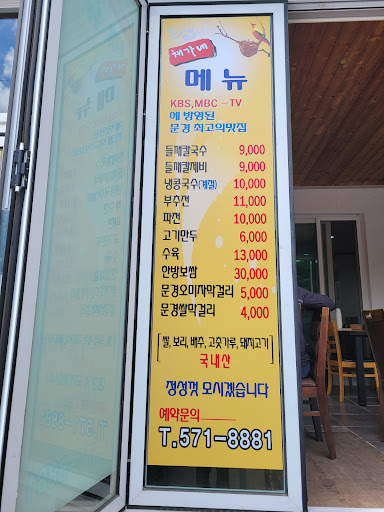 채가네
메뉴
KBS,MBC-TV
에 방영된
문경 최고의맛집
들깨칼국수 9,000
들깨칼제비 9,000
냉콩국수(계절) 10,000
부추전 11,000
파전 10,000
고기만두 6,000
수육 13,000
안방보쌈 30,000
문경오미자막걸리 5,000
문경쌀막걸리 4,000
[쌀, 보리, 배추, 고춧가루, 돼지고기]
국내산
정성껏 모시겠습니다
예약문의
T.571-8881